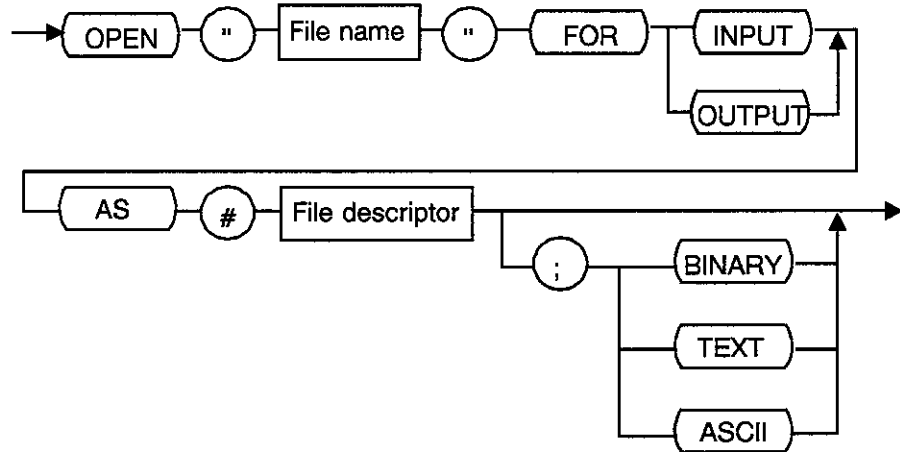 OPEN " File name " FOR INPUT
OUTPUT
AS # File descriptor
; BINARY
TEXT
ASCII